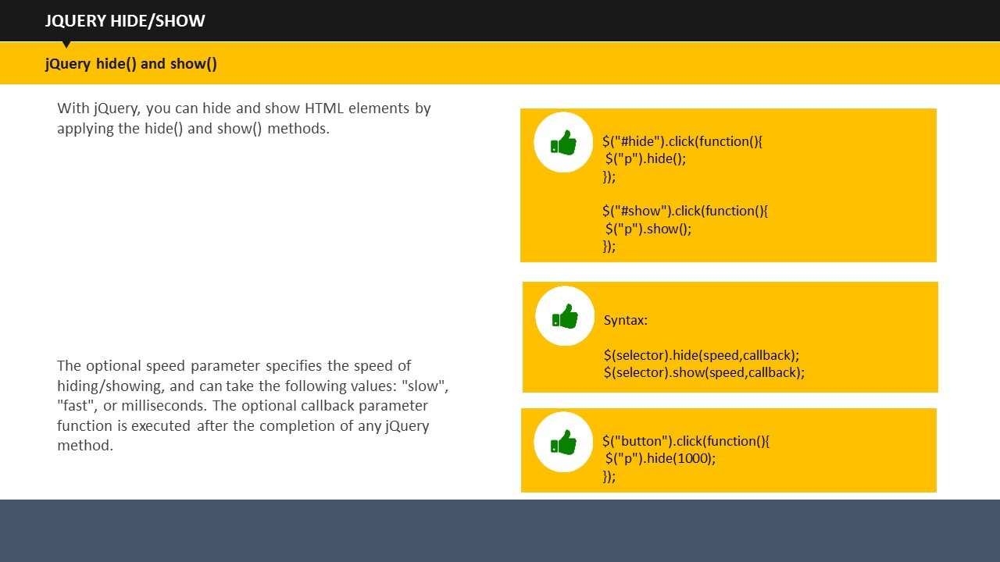 JQUERY HIDE/SHOW
jQuery hide() and show()
With jQuery, you can hide and show HTML elements by
applying the hide() and show() methods.
The optional speed parameter specifies the speed of
hiding/showing, and can take the following values: "slow",
"fast", or milliseconds. The optional callback parameter
function is executed after the completion of any jQuery
method.
$("#hide").click(function(){
$("p").hide();
});
$("#show").click(function(){
$("p").show();
});
Syntax:
$(selector).hide(speed,callback);
$(selector).show(speed,callback);
$("button").click(function(){
$("p").hide(1000);
});